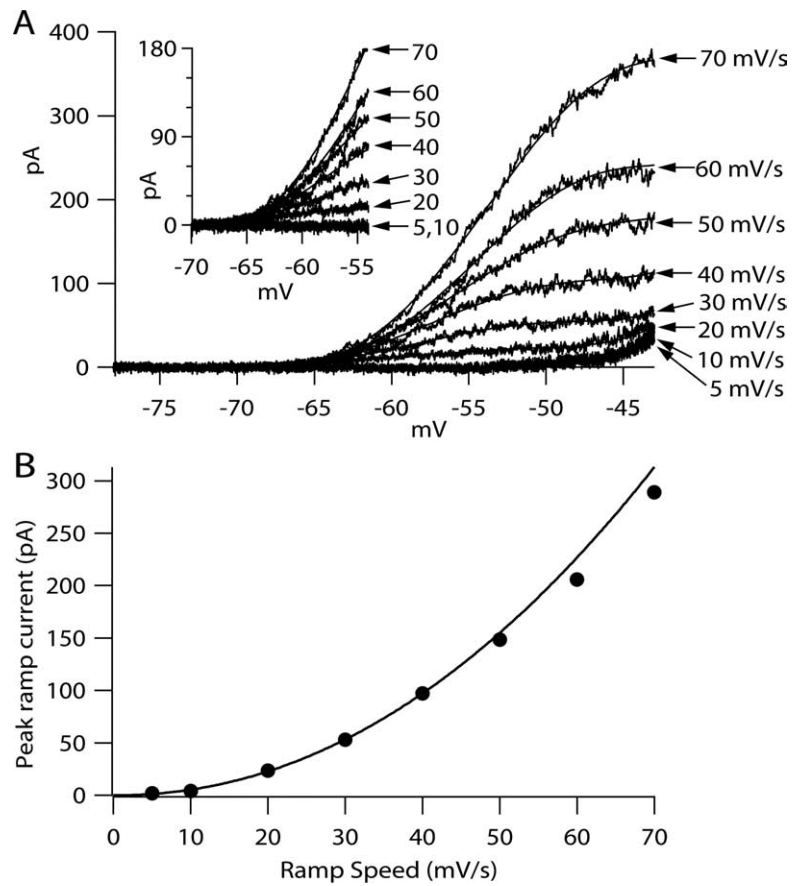 A
400
300
200
100
0
pA
-75
-70
-65
-60
-55
-50
-45
mV
180
90
0
pA
-70
-65
-60
-55
mV
70
60
50
40
30
20
5,10
70 mV/s
60 mV/s
50 mV/s
40 mV/s
30 mV/s
20 mV/s
10 mV/s
5 mV/s
B
300
250
200
150
100
50
0
Peak ramp current (pA)
0
10
20
30
40
50
60
70
Ramp Speed (mV/s)